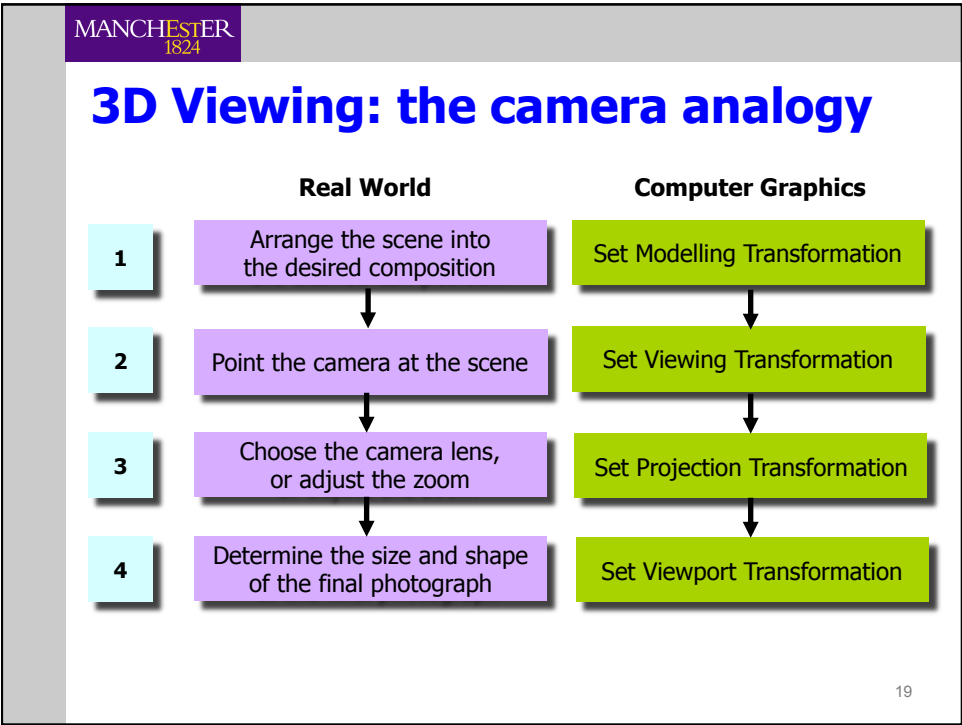 MANCHESTER
1824
3D Viewing: the camera analogy
Real World
Computer Graphics
1
Arrange the scene into
the desired composition
Set Modelling Transformation
2
Point the camera at the scene
Set Viewing Transformation
3
Choose the camera lens,
or adjust the zoom
Set Projection Transformation
4
Determine the size and shape
of the final photograph
Set Viewport Transformation
19